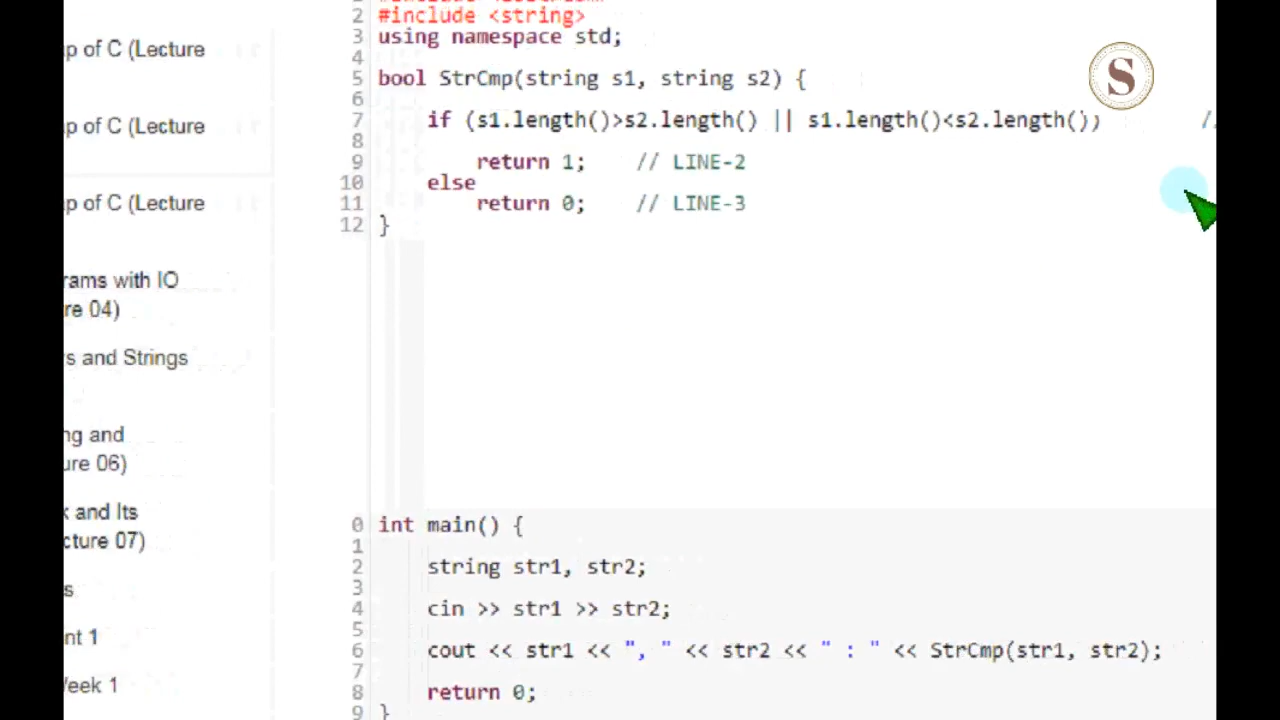 p of C (Lecture
p of C (Lecture
p of C (Lecture
rams with IO
re 04)
s and Strings
ng and
ure 06)
k and Its
cture 07)
s
nt 1
eek 1
2 #include <string>
3 using namespace std;
4
5 bool StrCmp(string s1, string s2) {
6
7 if (s1.length()>s2.length() || s1.length()<s2.length()); /
8
9 return 1; // LINE-2
10 else
11 return 0; // LINE-3
12 }
S
0 int main() {
1
2 string str1, str2;
3
4 cin >> str1 >> str2;
5
6 cout << str1 << ", " << str2 << " : " << StrCmp(str1, str2);
7
8 return 0;
9 }